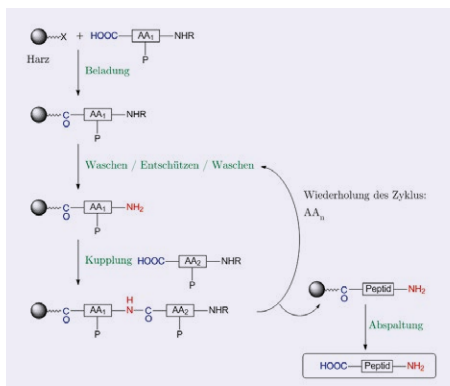 X + HOOC AA1 NHR
Harz
P
Beladung
C AA1 NHR
O
P
Waschen / Entschützen / Waschen
C AA1 NH2
O
P
Wiederholung des Zyklus:
AAn
Kupplung HOOC AA2 NHR
P
H
C AA1 N C AA2 NHR
O O
P P
C Peptid NH2
O
Abspaltung
HOOC Peptid NH2